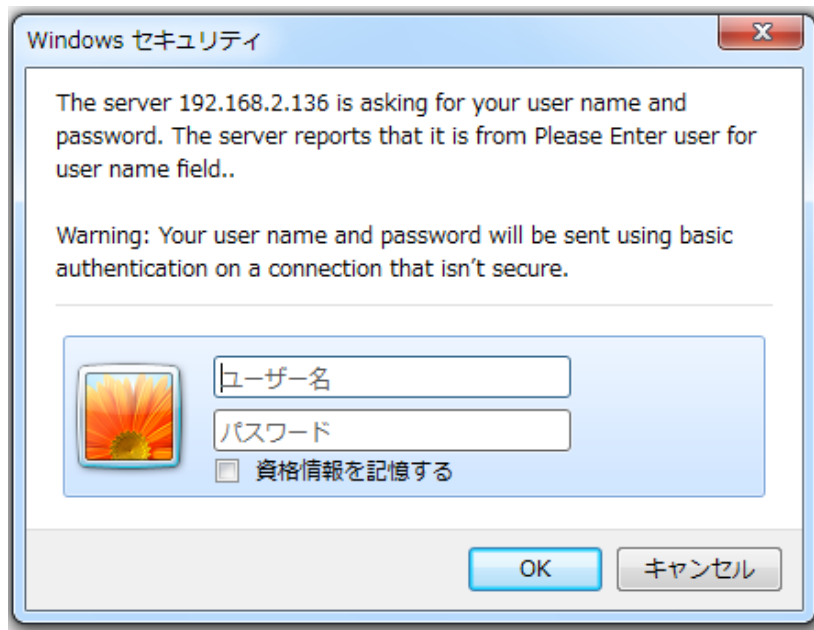 Windows セキュリティ
The server 192.168.2.136 is asking for your user name and
password. The server reports that it is from Please Enter user for
user name field..
Warning: Your user name and password will be sent using basic
authentication on a connection that isn't secure.
ユーザー名
パスワード
資格情報を記憶する
OK キャンセル